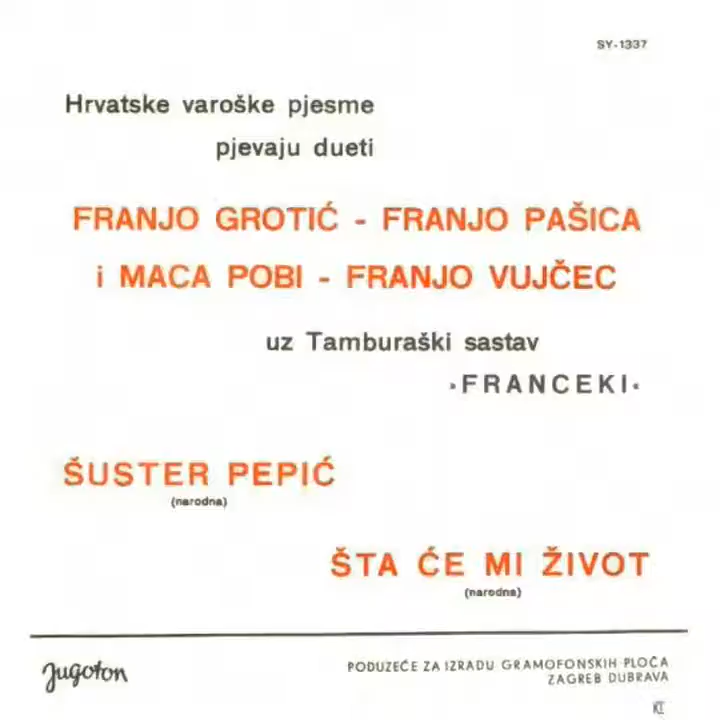 SY-1337
Hrvatske varoške pjesme
pjevaju dueti
FRANJO GROTIĆ - FRANJO PAŠICA
i MACA POBI - FRANJO VUJČEC
uz Tamburaški sastav
»FRANCEKI«
ŠUSTER PEPIĆ
(narodna)
ŠTA ĆE MI ŽIVOT
(narodna)
Jugoton
PODUZEĆE ZA IZRADU GRAMOFONSKIH PLOČA
ZAGREB DUBRAVA